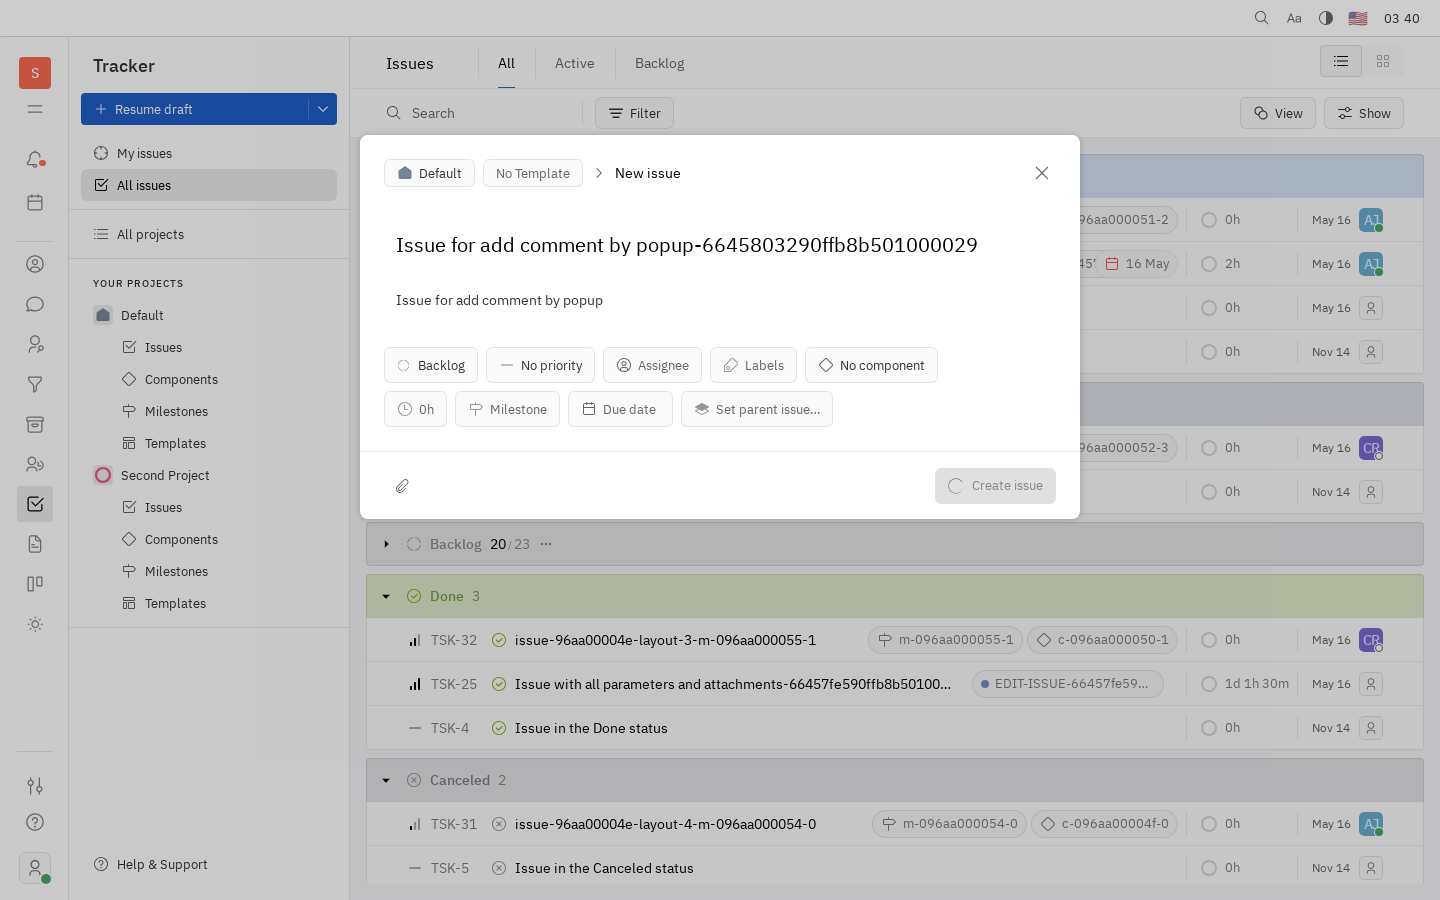 Aa 03 40
S
Tracker
Resume draft
My issues
All issues
All projects
YOUR PROJECTS
Default
Issues
Components
Milestones
Templates
Second Project
Issues
Components
Milestones
Templates
Help & Support
Issues All Active Backlog
Search Filter View Show
Default No Template New issue
Issue for add comment by popup-6645803290ffb8b501000029
Issue for add comment by popup
Backlog No priority Assignee Labels No component
0h Milestone Due date Set parent issue...
Create issue
96aa000051-2 0h May 16 AJ
16 May 2h May 16 AJ
0h May 16
0h Nov 14
96aa000052-3 0h May 16 CR
0h Nov 14
Backlog 20/23 ...
Done 3
TSK-32 issue-96aa00004e-layout-3-m-096aa000055-1 m-096aa000055-1 c-096aa000050-1 0h May 16 CR
TSK-25 Issue with all parameters and attachments-66457fe590ffb8b50100... EDIT-ISSUE-66457fe59... 1d 1h 30m May 16
TSK-4 Issue in the Done status 0h Nov 14
Canceled 2
TSK-31 issue-96aa00004e-layout-4-m-096aa000054-0 m-096aa000054-0 c-096aa00004f-0 0h May 16 AJ
TSK-5 Issue in the Canceled status 0h Nov 14